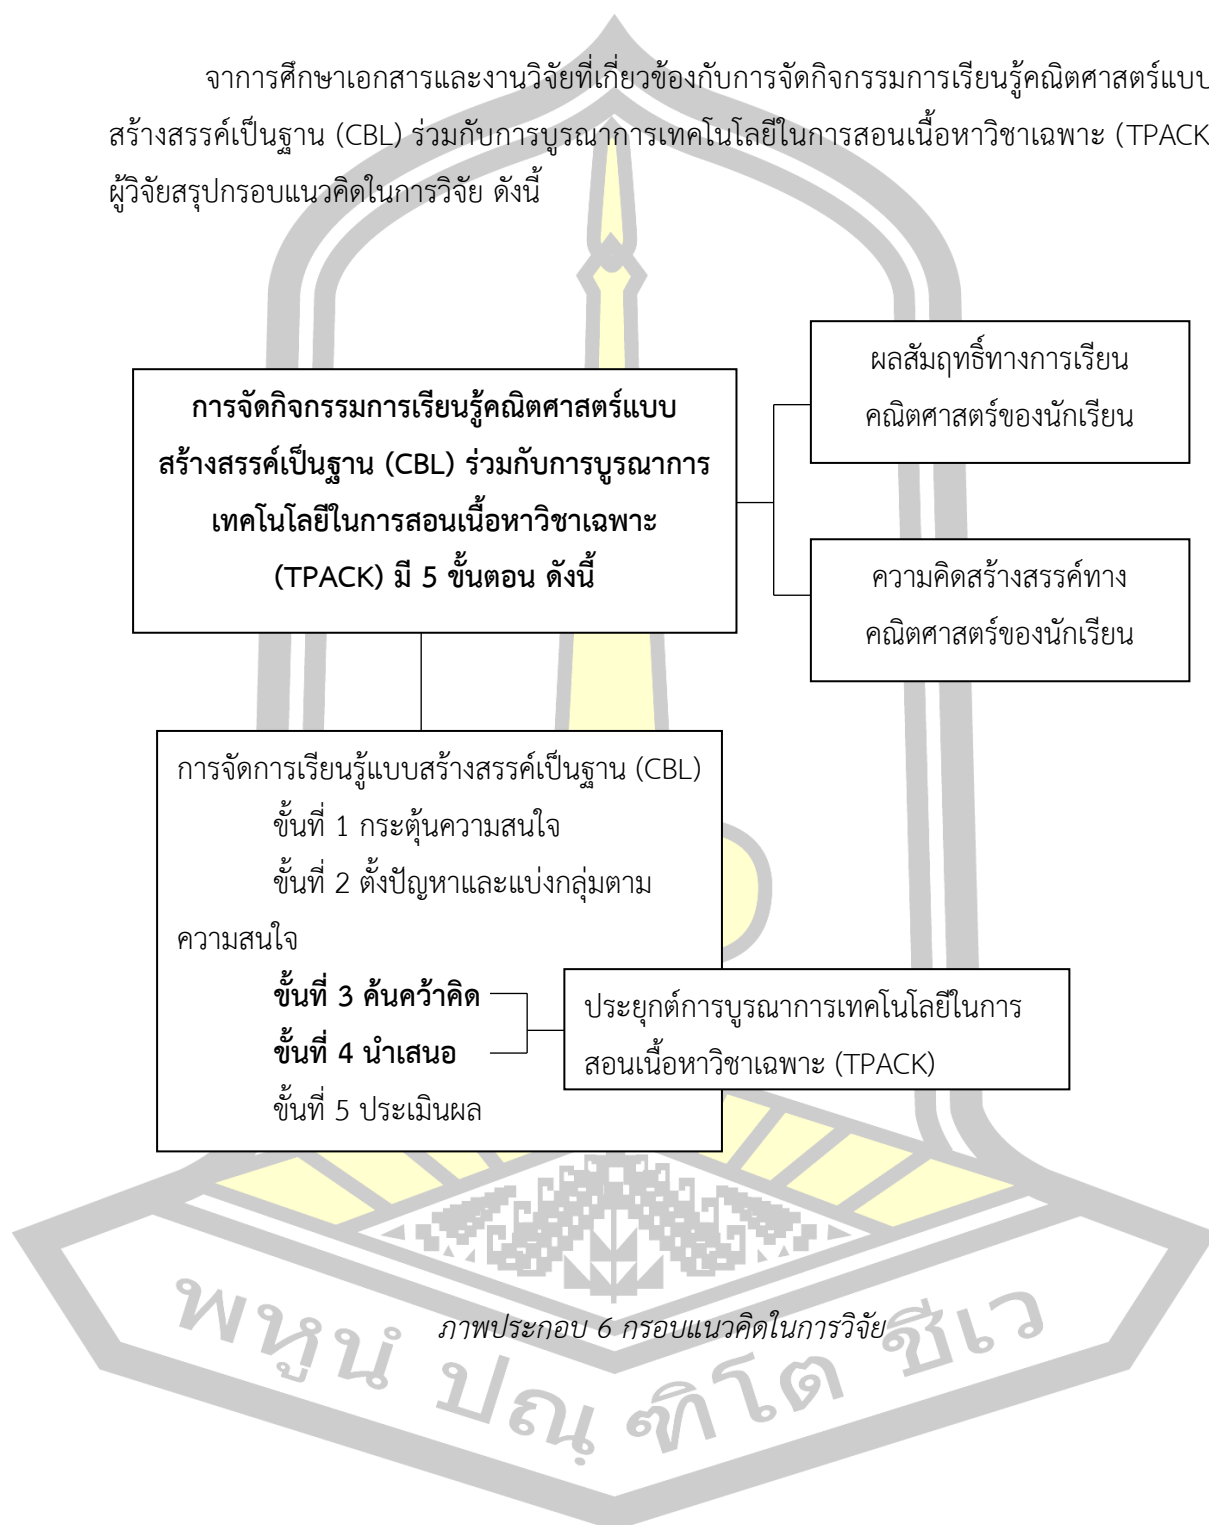 จาการศึกษาเอกสารและงานวิจัยที่เกี่ยวข้องกับการจัดกิจกรรมการเรียนรู้คณิตศาสตร์แบบ
สร้างสรรค์เป็นฐาน (CBL) ร่วมกับการบูรณาการเทคโนโลยีในการสอนเนื้อหาวิชาเฉพาะ (TPACK
ผู้วิจัยสรุปกรอบแนวคิดในการวิจัย ดังนี้
การจัดกิจกรรมการเรียนรู้คณิตศาสตร์แบบ
สร้างสรรค์เป็นฐาน (CBL) ร่วมกับการบูรณาการ
เทคโนโลยีในการสอนเนื้อหาวิชาเฉพาะ
(TPACK) มี 5 ขั้นตอน ดังนี้
ผลสัมฤทธิ์ทางการเรียน
คณิตศาสตร์ของนักเรียน
ความคิดสร้างสรรค์ทาง
คณิตศาสตร์ของนักเรียน
การจัดการเรียนรู้แบบสร้างสรรค์เป็นฐาน (CBL)
ขั้นที่ 1 กระตุ้นความสนใจ
ขั้นที่ 2 ตั้งปัญหาและแบ่งกลุ่มตาม
ความสนใจ
ขั้นที่ 3 ค้นคว้าคิด
ขั้นที่ 4 นำเสนอ
ขั้นที่ 5 ประเมินผล
ประยุกต์การบูรณาการเทคโนโลยีในการ
สอนเนื้อหาวิชาเฉพาะ (TPACK)
ภาพประกอบ 6 กรอบแนวคิดในการวิจัย
พหูนํ ปณฺฑิโต ชีเว